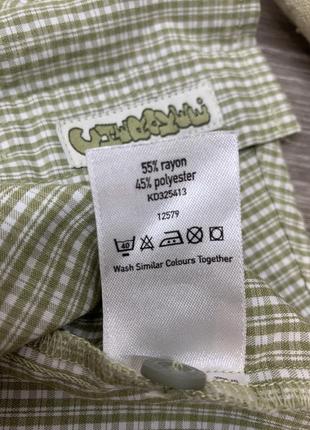 55% rayon
45% polyester
KD325413
12579
40
Wash Similar Colours Together